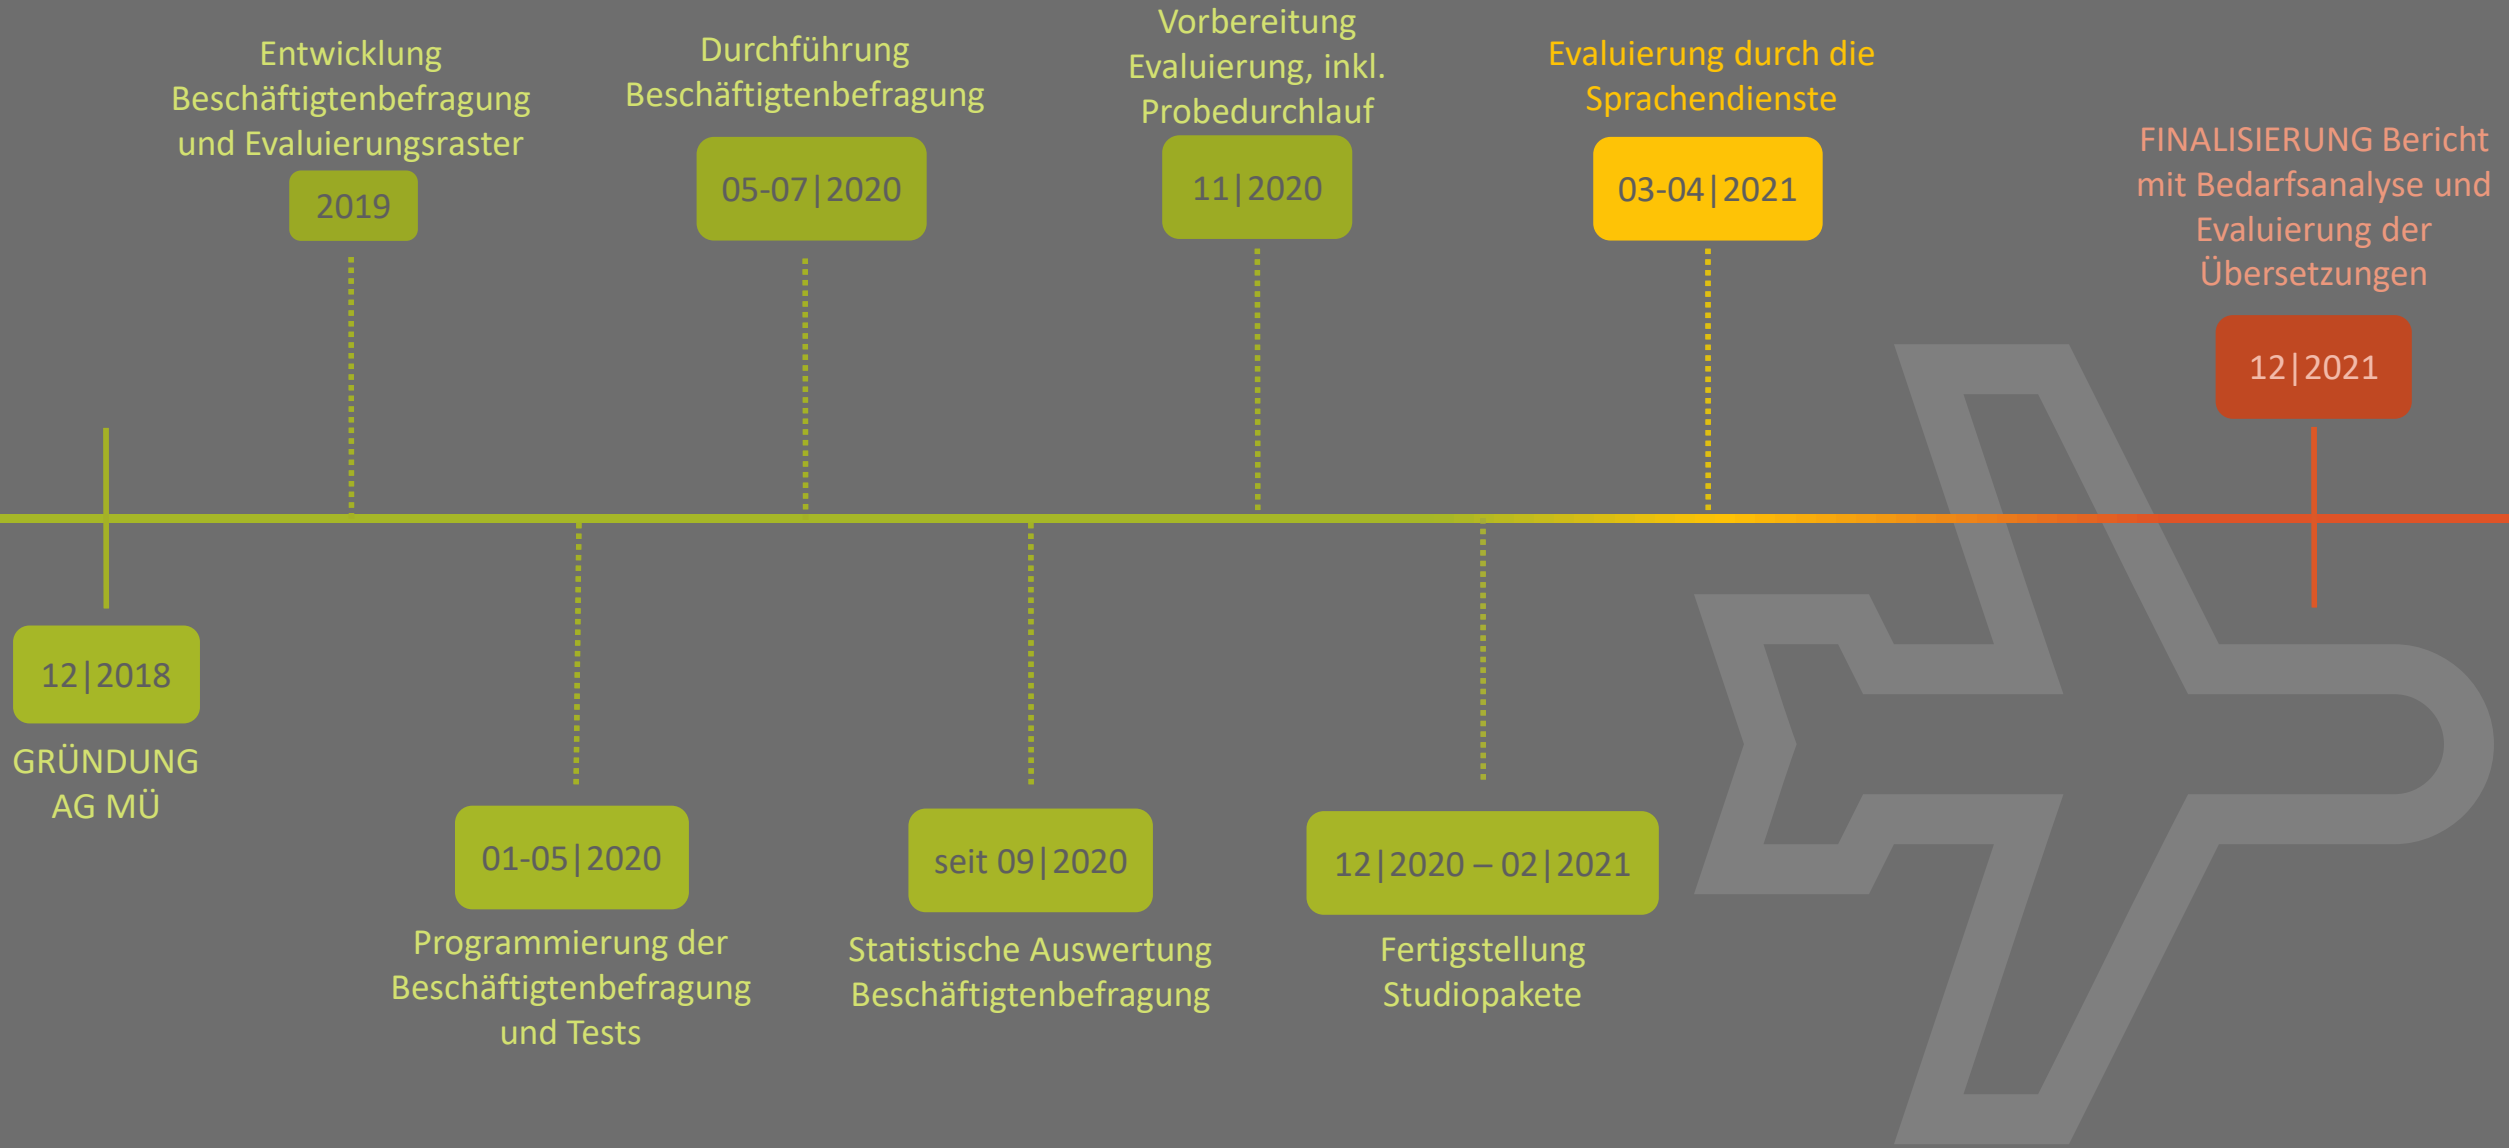 12|2018
GRÜNDUNG
AG MÜ
Entwicklung
Beschäftigtenbefragung
und Evaluierungsraster
2019
01-05|2020
Programmierung der
Beschäftigtenbefragung
und Tests
Durchführung
Beschäftigtenbefragung
05-07|2020
seit 09|2020
Statistische Auswertung
Beschäftigtenbefragung
Vorbereitung
Evaluierung, inkl.
Probedurchlauf
11|2020
12|2020 – 02|2021
Fertigstellung
Studiopakete
Evaluierung durch die
Sprachendienste
03-04|2021
FINALISIERUNG Bericht
mit Bedarfsanalyse und
Evaluierung der
Übersetzungen
12|2021